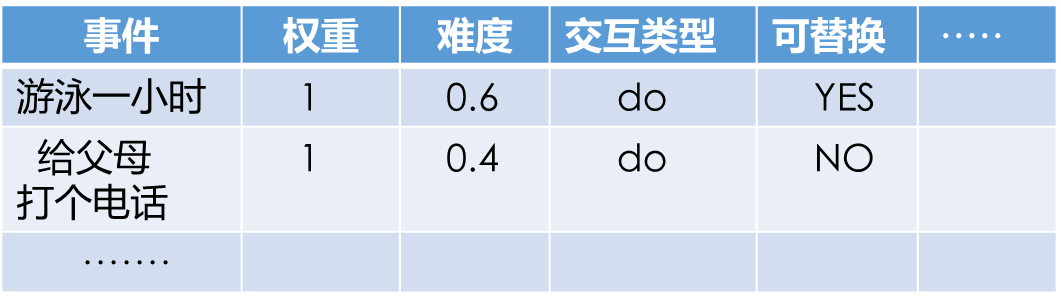 事件 权重 难度 交互类型 可替换 ·····
游泳一小时 1 0.6 do YES
给父母 1 0.4 do NO
打个电话
·······